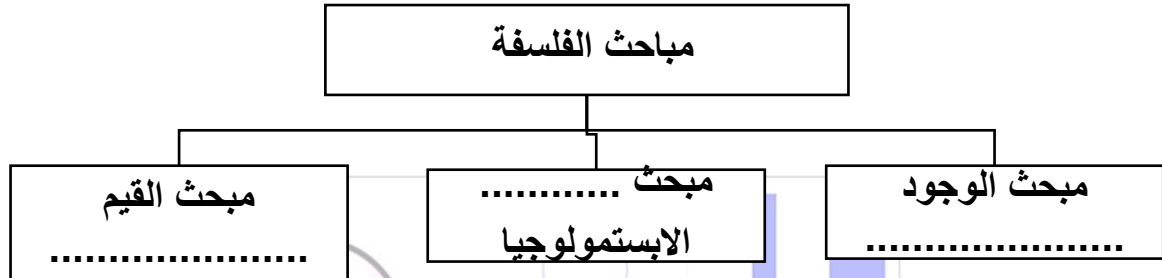 مباحث الفلسفة
مبحث الوجود
......................
مبحث ............
الابستمولوجيا
مبحث القيم
......................